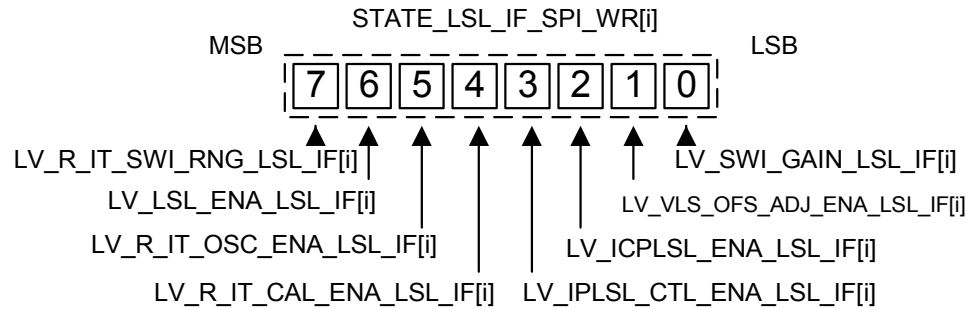 STATE_LSL_IF_SPI_WR[i]
MSB
LSB
7 6 5 4 3 2 1 0
LV_R_IT_SWI_RNG_LSL_IF[i]
LV_SWI_GAIN_LSL_IF[i]
LV_LSL_ENA_LSL_IF[i]
LV_VLS_OFS_ADJ_ENA_LSL_IF[i]
LV_R_IT_OSC_ENA_LSL_IF[i]
LV_ICPLSL_ENA_LSL_IF[i]
LV_R_IT_CAL_ENA_LSL_IF[i]
LV_IPLSL_CTL_ENA_LSL_IF[i]